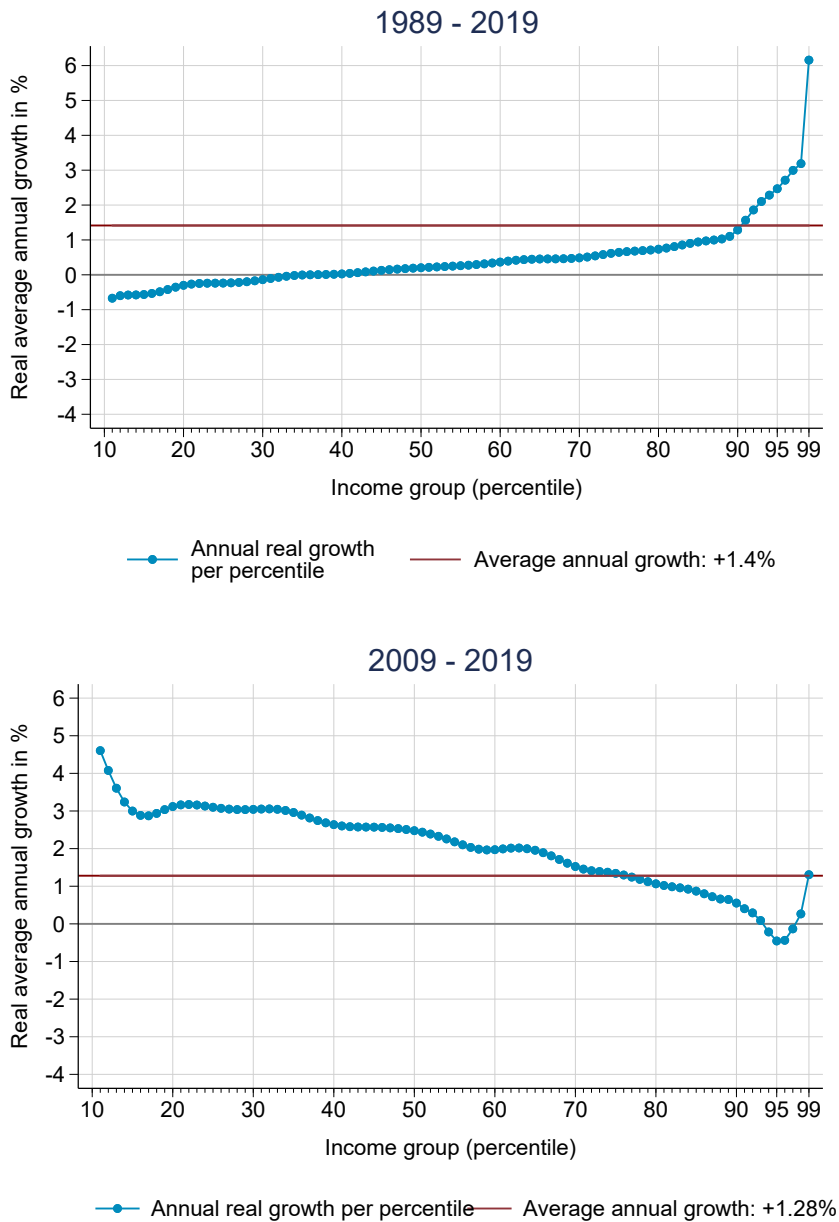 1989 - 2019
Real average annual growth in %
6
5
4
3
2
1
0
-1
-2
-3
-4
10 20 30 40 50 60 70 80 90 95 99
Income group (percentile)
Annual real growth
per percentile
Average annual growth: +1.4%
2009 - 2019
Real average annual growth in %
6
5
4
3
2
1
0
-1
-2
-3
-4
10 20 30 40 50 60 70 80 90 95 99
Income group (percentile)
Annual real growth per percentile
Average annual growth: +1.28%